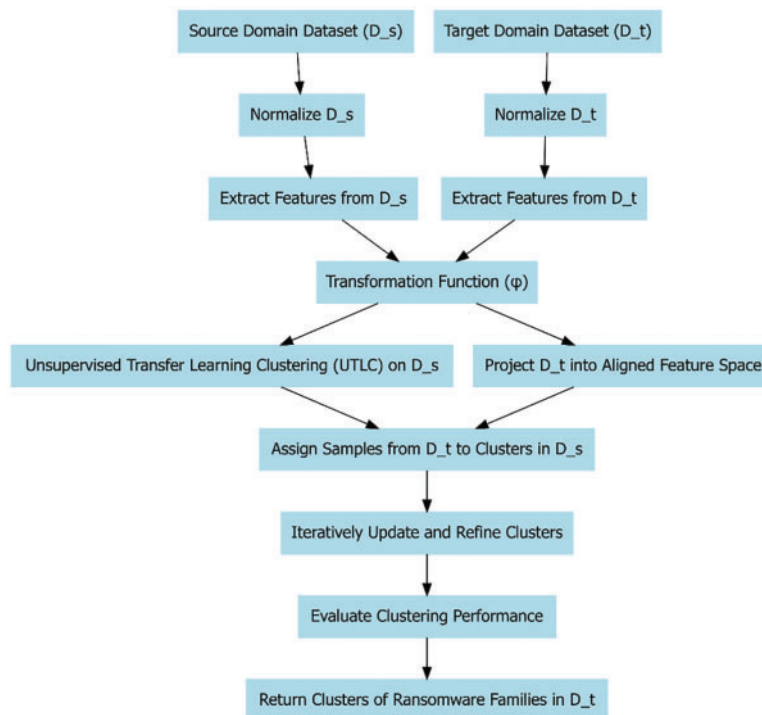 Source Domain Dataset (D_s)
Target Domain Dataset (D_t)
Normalize D_s
Normalize D_t
Extract Features from D_s
Extract Features from D_t
Transformation Function (φ)
Unsupervised Transfer Learning Clustering (UTLC) on D_s
Project D_t into Aligned Feature Space
Assign Samples from D_t to Clusters in D_s
Iteratively Update and Refine Clusters
Evaluate Clustering Performance
Return Clusters of Ransomware Families in D_t